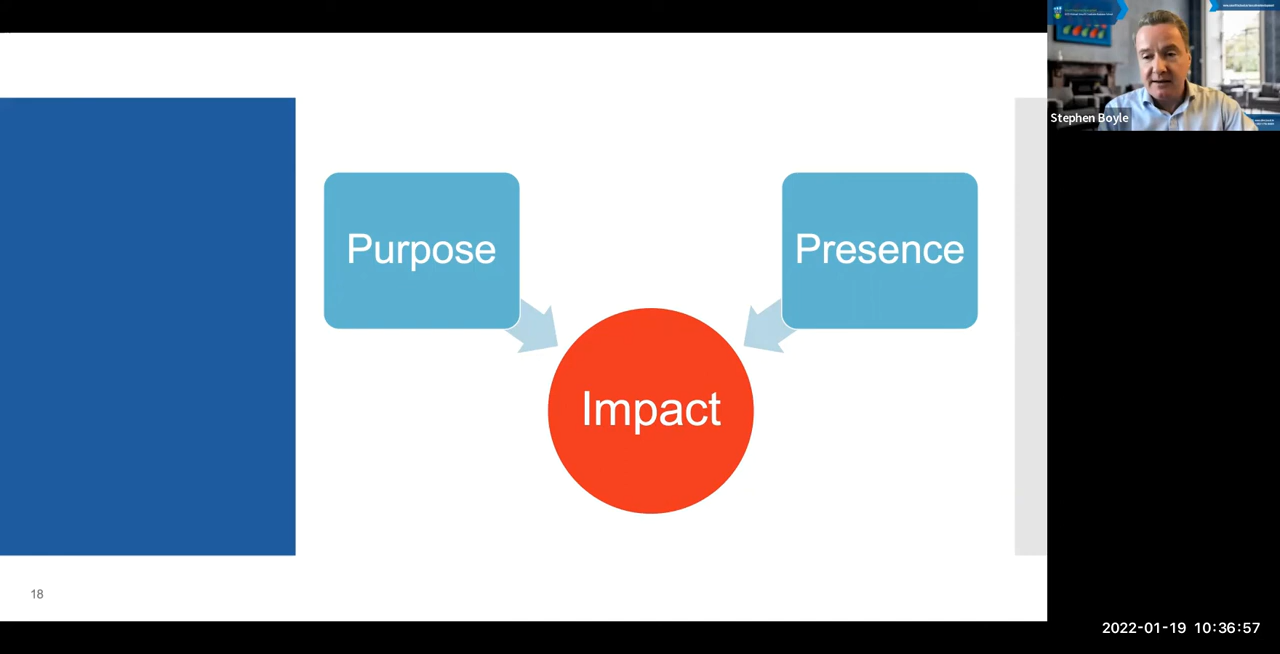 Purpose
Presence
Impact
18
Stephen Boyle
2022-01-19 10:36:57